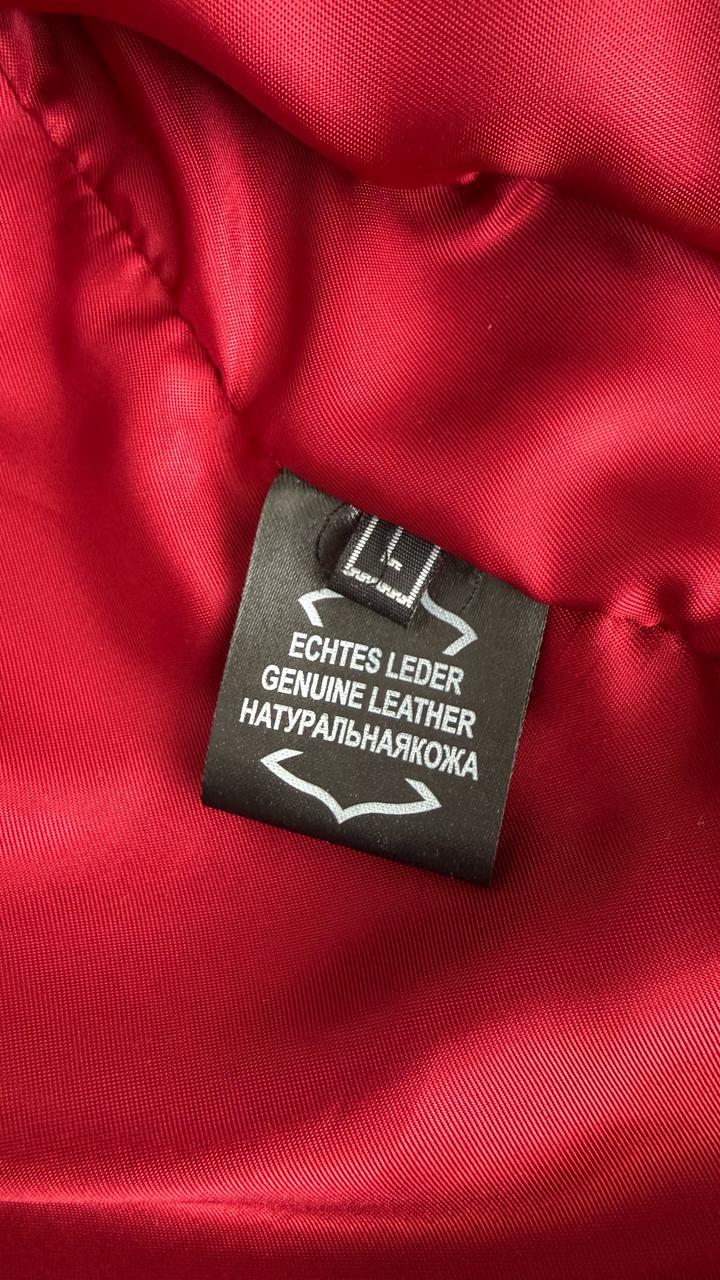 L
ECHTES LEDER
GENUINE LEATHER
НАТУРАЛЬНАЯКОЖА